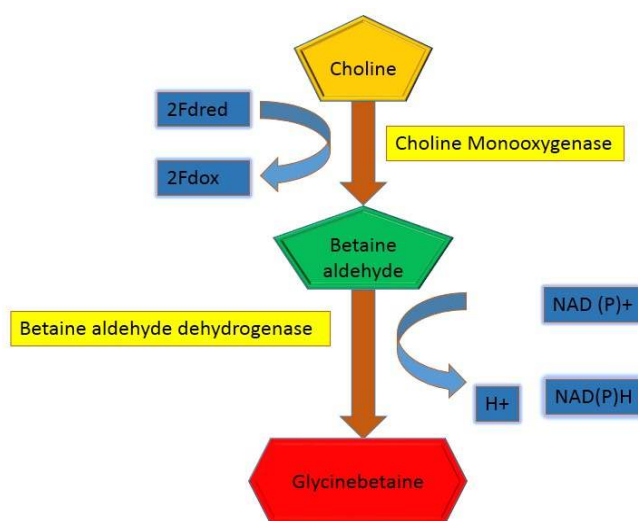 Choline
2Fdred
Choline Monooxygenase
2Fdox
Betaine
aldehyde
NAD (P)+
Betaine aldehyde dehydrogenase
H+
NAD(P)H
Glycinebetaine